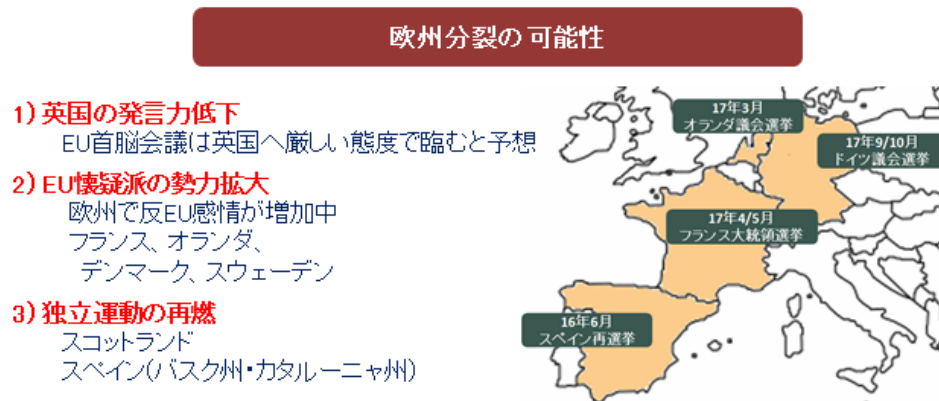 欧州分裂の可能性
1)英国の発言力低下
EU首脳会議は英国へ厳しい態度で臨むと予想
2)EU懐疑派の勢力拡大
欧州で反EU感情が増加中
フランス、オランダ、
デンマーク、スウェーデン
3)独立運動の再燃
スコットランド
スペイン(バスク州・カタルーニャ州)
17年3月
オランダ議会選挙
17年9/10月
ドイツ議会選挙
17年4/5月
フランス大統領選挙
16年6月
スペイン再選挙